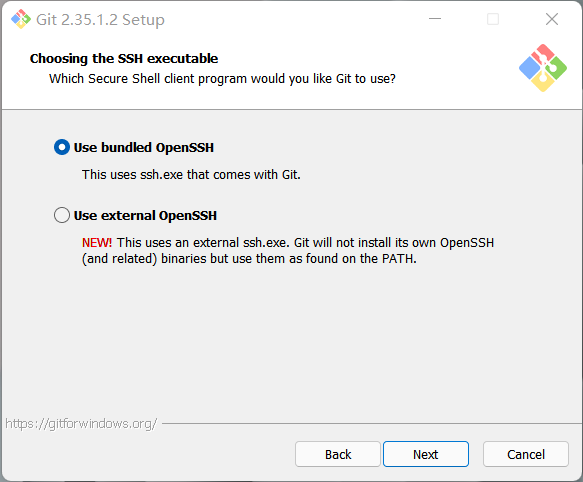 Git 2.35.1.2 Setup
Choosing the SSH executable
Which Secure Shell client program would you like Git to use?
Use bundled OpenSSH
This uses ssh.exe that comes with Git.
Use external OpenSSH
NEW! This uses an external ssh.exe. Git will not install its own OpenSSH
(and related) binaries but use them as found on the PATH.
https://gitforwindows.org/
Back Next Cancel